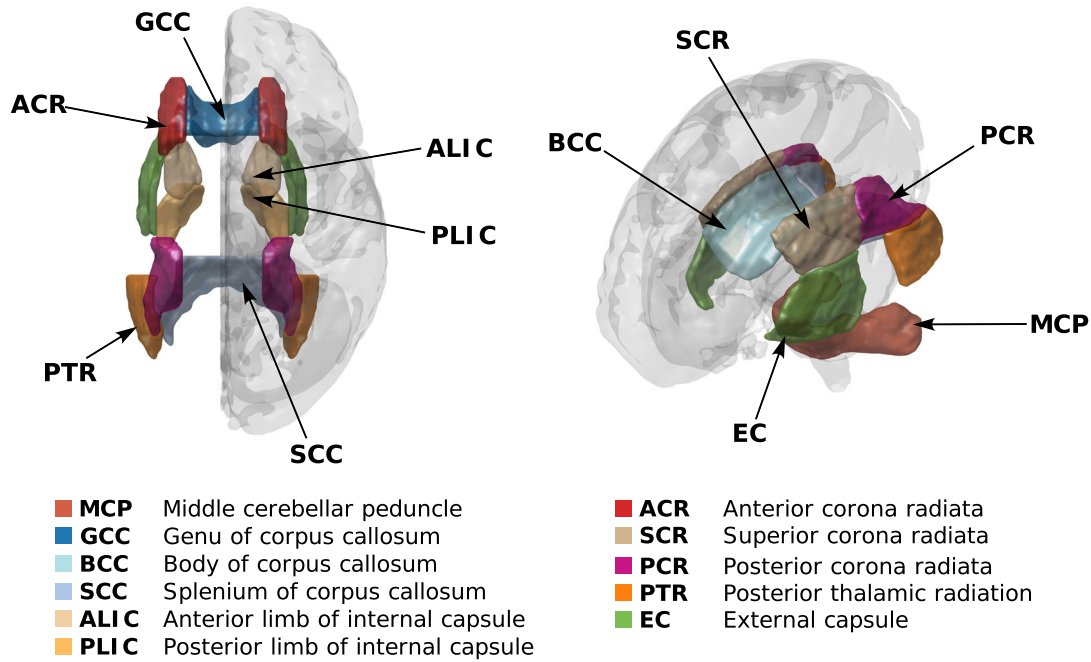 GCC
ACR
ALIC
PLIC
PTR
SCC
SCR
BCC
PCR
MCP
EC
MCP Middle cerebellar peduncle
GCC Genu of corpus callosum
BCC Body of corpus callosum
SCC Splenium of corpus callosum
ALIC Anterior limb of internal capsule
PLIC Posterior limb of internal capsule
ACR Anterior corona radiata
SCR Superior corona radiata
PCR Posterior corona radiata
PTR Posterior thalamic radiation
EC External capsule